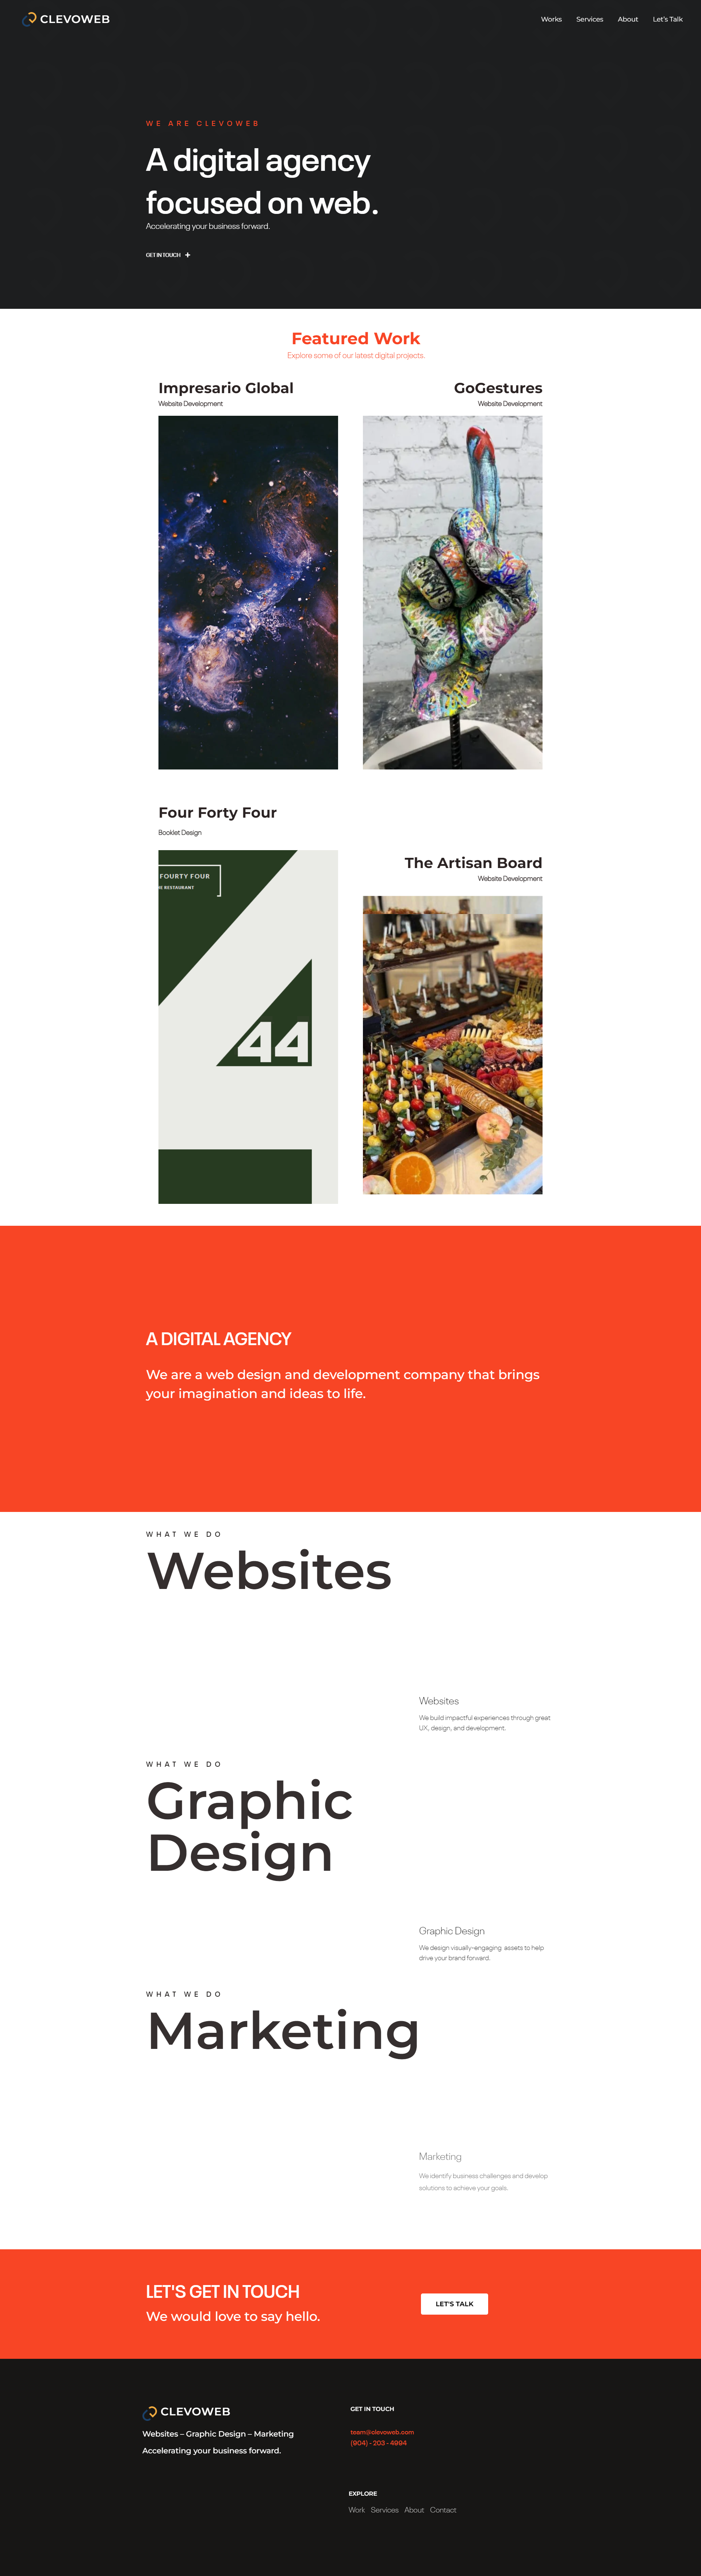 CLEVOWEB
Works Services About Let's Talk
WE ARE CLEVOWEB
A digital agency
focused on web.
Accelerating your business forward.
GET IN TOUCH +
Featured Work
Explore some of our latest digital projects.
Impresario Global
Website Development
GoGestures
Website Development
Four Forty Four
Booklet Design
FOURTY FOUR
RE RESTAURANT
44
The Artisan Board
Website Development
A DIGITAL AGENCY
We are a web design and development company that brings
your imagination and ideas to life.
WHAT WE DO
Websites
Websites
We build impactful experiences through great
UX, design, and development.
WHAT WE DO
Graphic
Design
Graphic Design
We design visually-engaging assets to help
drive your brand forward.
WHAT WE DO
Marketing
Marketing
We identify business challenges and develop
solutions to achieve your goals.
LET'S GET IN TOUCH
We would love to say hello.
LET'S TALK
CLEVOWEB
Websites – Graphic Design – Marketing
Accelerating your business forward.
GET IN TOUCH
team@clevoweb.com
(904) - 203 - 4994
EXPLORE
Work Services About Contact